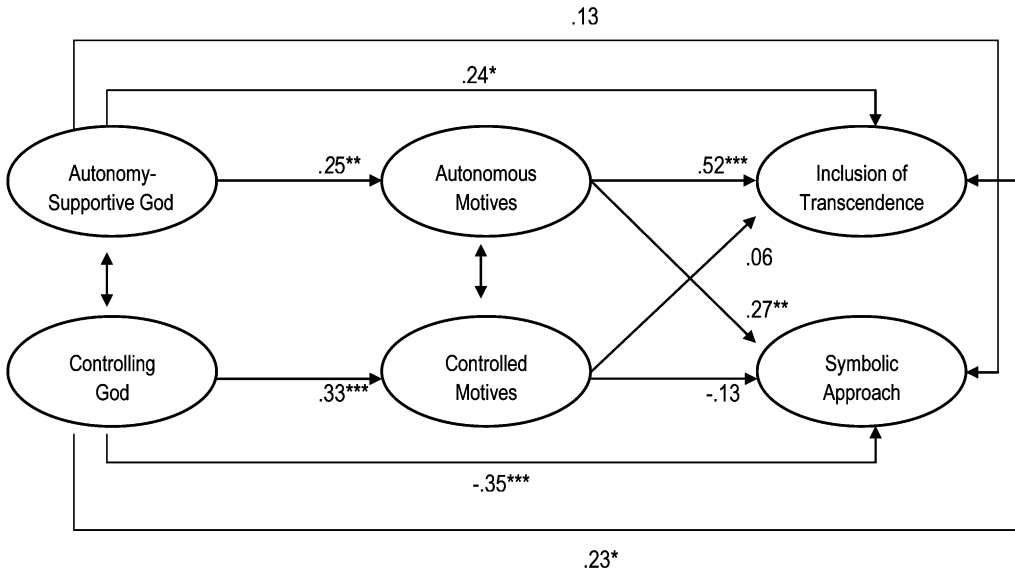 .13
.24*
Autonomy-
Supportive God
.25**
Autonomous
Motives
.52***
Inclusion of
Transcendence
.06
.27**
Controlling
God
.33***
Controlled
Motives
-.13
Symbolic
Approach
-.35***
.23*